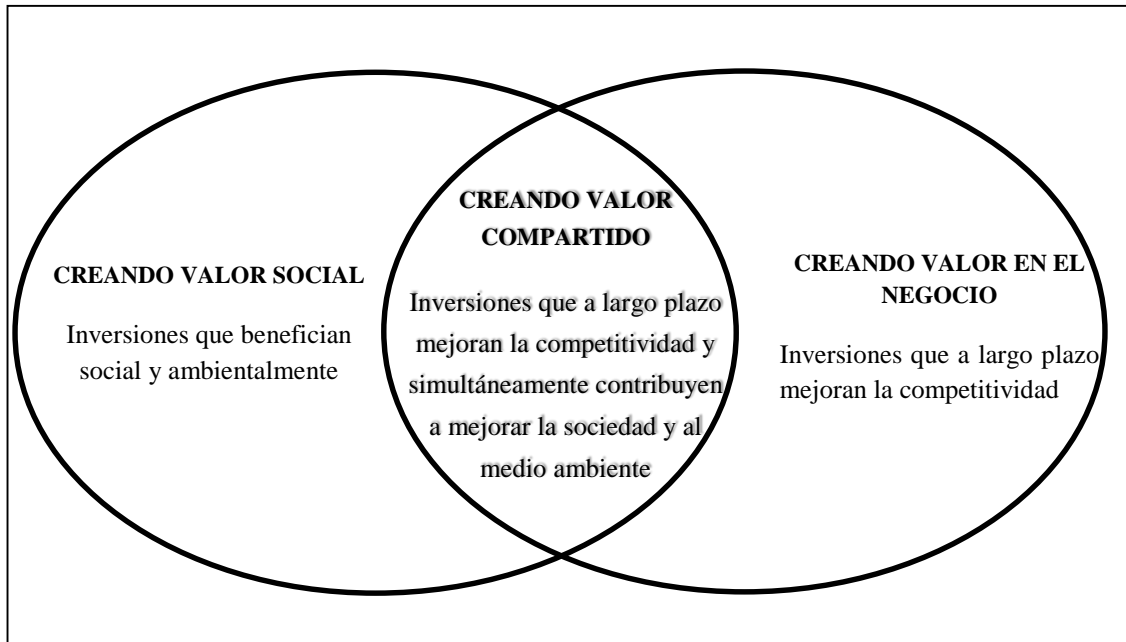 CREANDO VALOR SOCIAL
Inversiones que benefician
social y ambientalmente
CREANDO VALOR
COMPARTIDO
Inversiones que a largo plazo
mejoran la competitividad y
simultáneamente contribuyen
a mejorar la sociedad y al
medio ambiente
CREANDO VALOR EN EL
NEGOCIO
Inversiones que a largo plazo
mejoran la competitividad